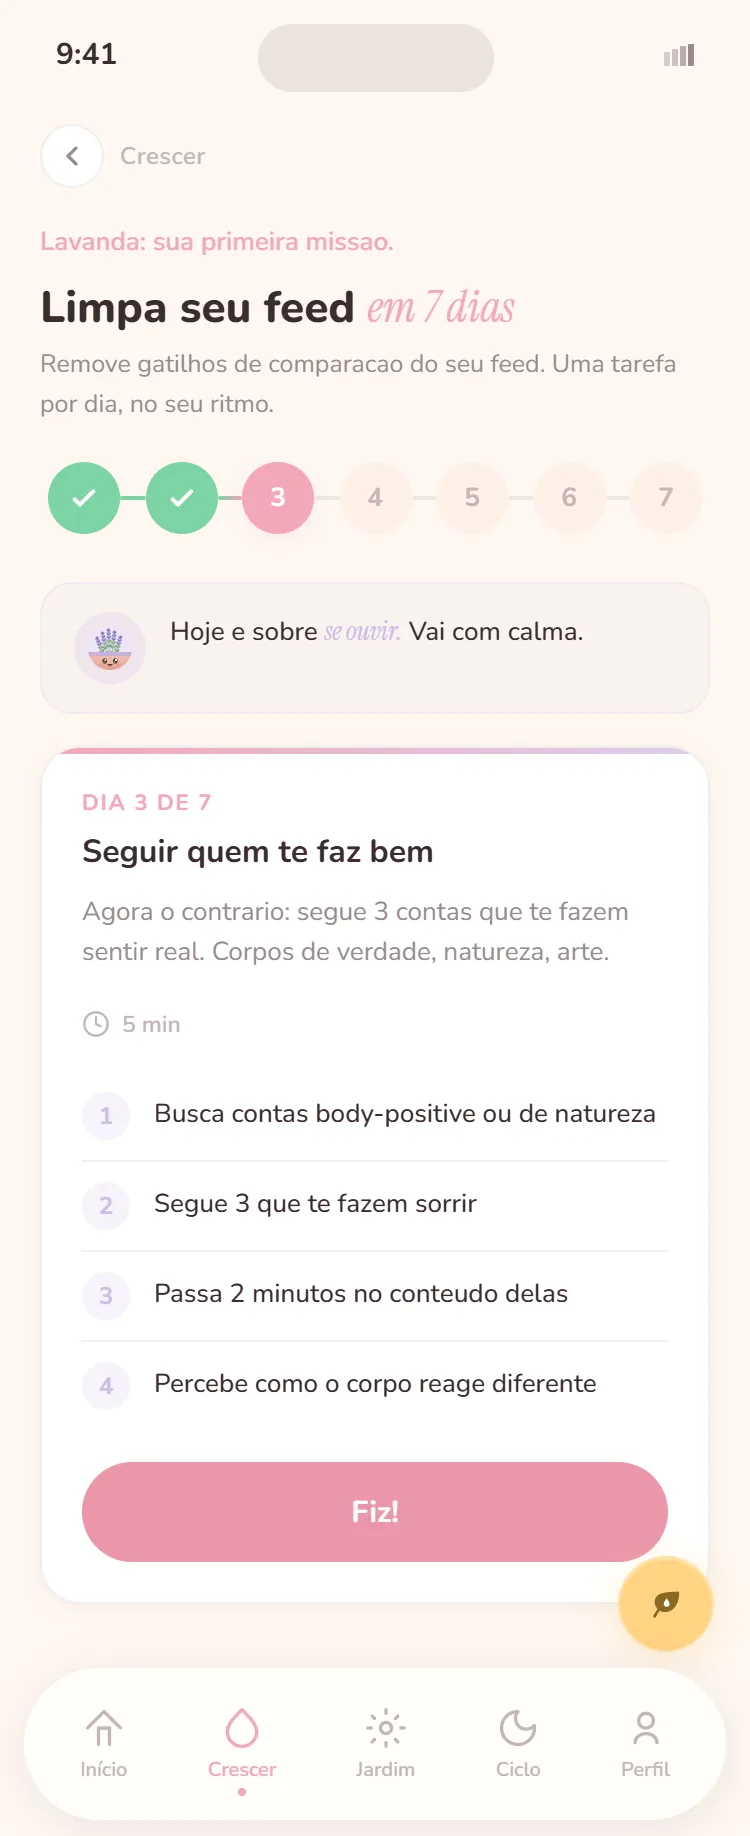 9:41
Crescer
Lavanda: sua primeira missao.
Limpa seu feed em 7 dias
Remove gatilhos de comparacao do seu feed. Uma tarefa
por dia, no seu ritmo.
3 4 5 6 7
Hoje e sobre se ouvir. Vai com calma.
DIA 3 DE 7
Seguir quem te faz bem
Agora o contrario: segue 3 contas que te fazem
sentir real. Corpos de verdade, natureza, arte.
5 min
1 Busca contas body-positive ou de natureza
2 Segue 3 que te fazem sorrir
3 Passa 2 minutos no conteudo delas
4 Percebe como o corpo reage diferente
Fiz!
Início Crescer Jardim Ciclo Perfil